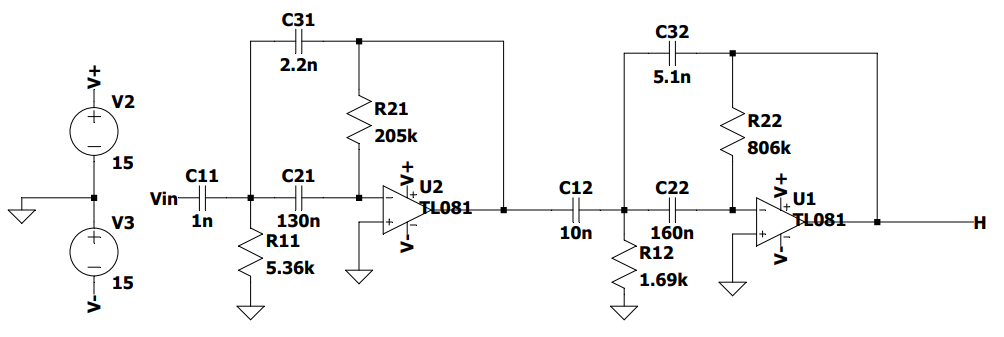 V+
V2
15
V3
15
V-
Vin
C11
1n
C31
2.2n
C21
130n
R11
5.36k
R21
205k
V+
U2
TL081
V-
C12
10n
C32
5.1n
C22
160n
R12
1.69k
R22
806k
V+
U1
TL081
V-
H